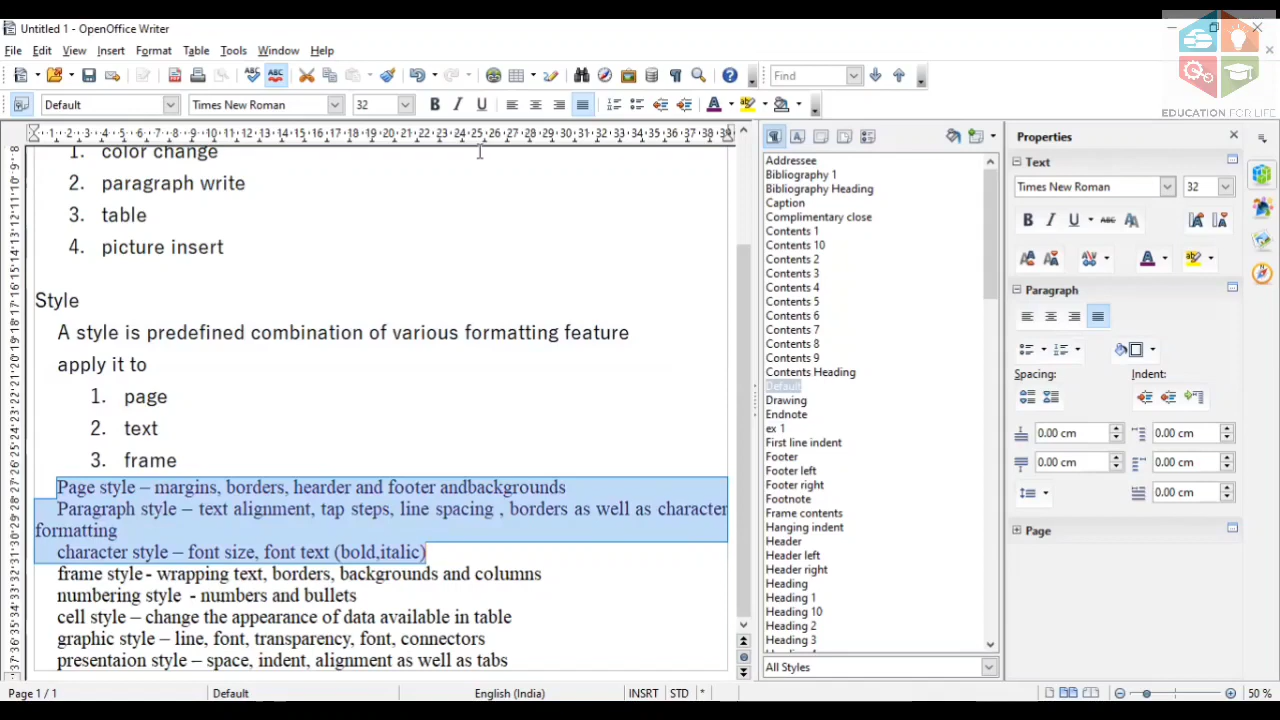 Untitled 1 - OpenOffice Writer
File Edit View Insert Format Table Tools Window Help
Find
Default Times New Roman 32
EDUCATION FOR LIFE
1. color change
2. paragraph write
3. table
4. picture insert
Style
A style is predefined combination of various formatting feature
apply it to
1. page
2. text
3. frame
Page style – margins, borders, hearder and footer andbackgrounds
Paragraph style – text alignment, tap steps, line spacing , borders as well as character
formatting
character style – font size, font text (bold,italic)
frame style - wrapping text, borders, backgrounds and columns
numbering style - numbers and bullets
cell style – change the appearance of data available in table
graphic style – line, font, transparency, font, connectors
presentaion style – space, indent, alignment as well as tabs
Addressee
Bibliography 1
Bibliography Heading
Caption
Complimentary close
Contents 1
Contents 10
Contents 2
Contents 3
Contents 4
Contents 5
Contents 6
Contents 7
Contents 8
Contents 9
Contents Heading
Default
Drawing
Endnote
ex 1
First line indent
Footer
Footer left
Footer right
Footnote
Frame contents
Hanging indent
Header
Header left
Header right
Heading
Heading 1
Heading 10
Heading 2
Heading 3
All Styles
Properties
Text
Times New Roman 32
Paragraph
Spacing: Indent:
0.00 cm 0.00 cm
0.00 cm 0.00 cm
0.00 cm
Page
Page 1 / 1 Default English (India) INSRT STD * 50 %